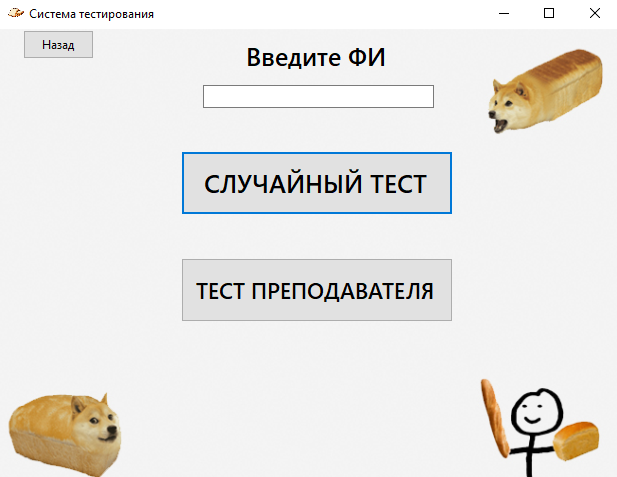 Система тестирования
Назад
Введите ФИ
СЛУЧАЙНЫЙ ТЕСТ
ТЕСТ ПРЕПОДАВАТЕЛЯ